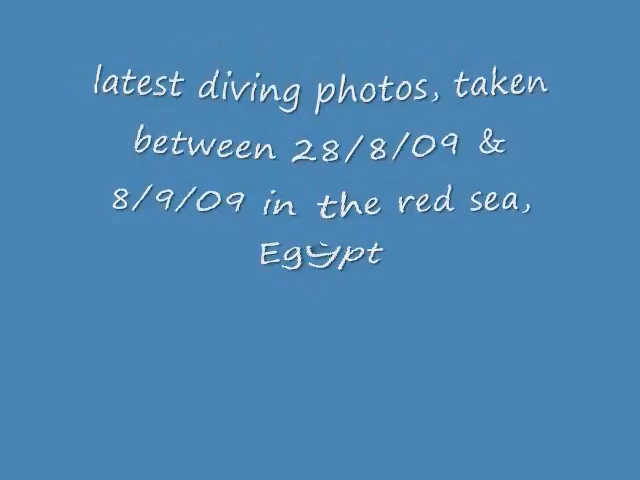 latest diving photos, taken
between 28/8/09 &
8/9/09 in the red sea,
Egypt